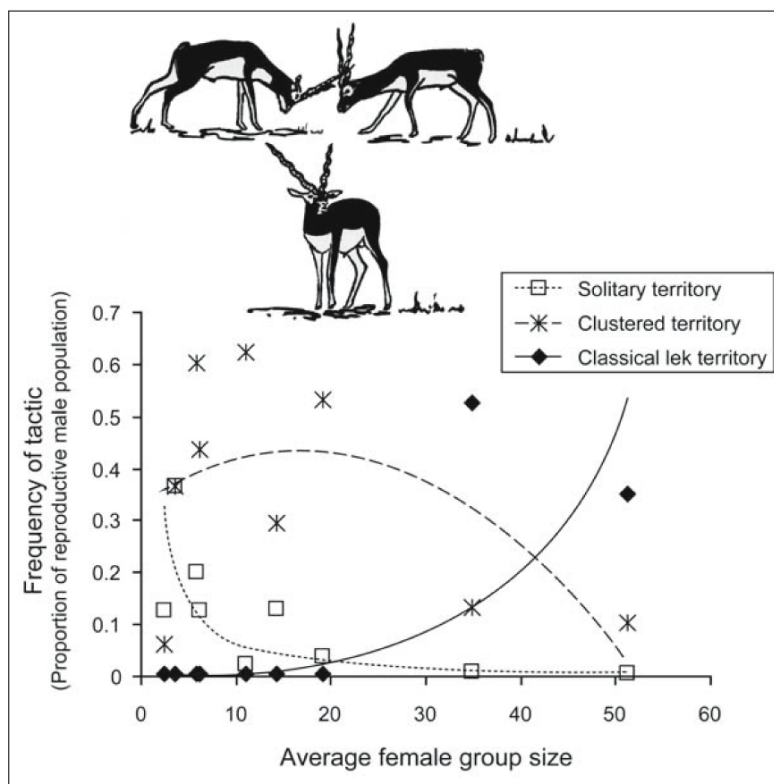 Solitary territory
Clustered territory
Classical lek territory
Frequency of tactic
(Proportion of reproductive male population)
0.7
0.6
0.5
0.4
0.3
0.2
0.1
0
0
10
20
30
40
50
60
Average female group size